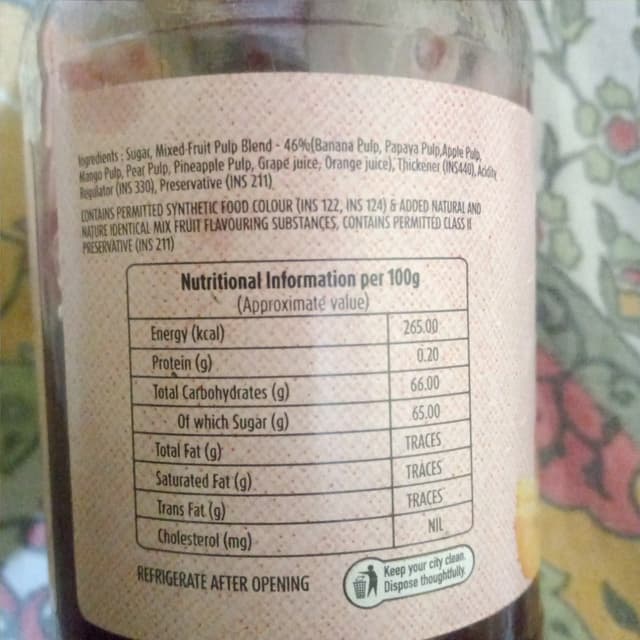 Ingredients : Sugar, Mixed Fruit Pulp Blend - 46%(Banana Pulp, Papaya Pulp,Apple Pulp,
Mango Pulp, Pear Pulp, Pineapple Pulp, Grape juice, Orange juice), Thickener (INS440), Acidity
Regulator (INS 330), Preservative (INS 211)
CONTAINS PERMITTED SYNTHETIC FOOD COLOUR (INS 122, INS 124) & ADDED NATURAL AND
NATURE IDENTICAL MIX FRUIT FLAVOURING SUBSTANCES, CONTAINS PERMITTED CLASS II
PRESERVATIVE (INS 211)
Nutritional Information per 100g
(Approximate value)
Energy (kcal) 265.00
Protein (g) 0.20
Total Carbohydrates (g) 66.00
Of which Sugar (g) 65.00
Total Fat (g) TRACES
Saturated Fat (g) TRACES
Trans Fat (g) TRACES
Cholesterol (mg) NIL
REFRIGERATE AFTER OPENING
Keep your city clean.
Dispose thoughtfully.